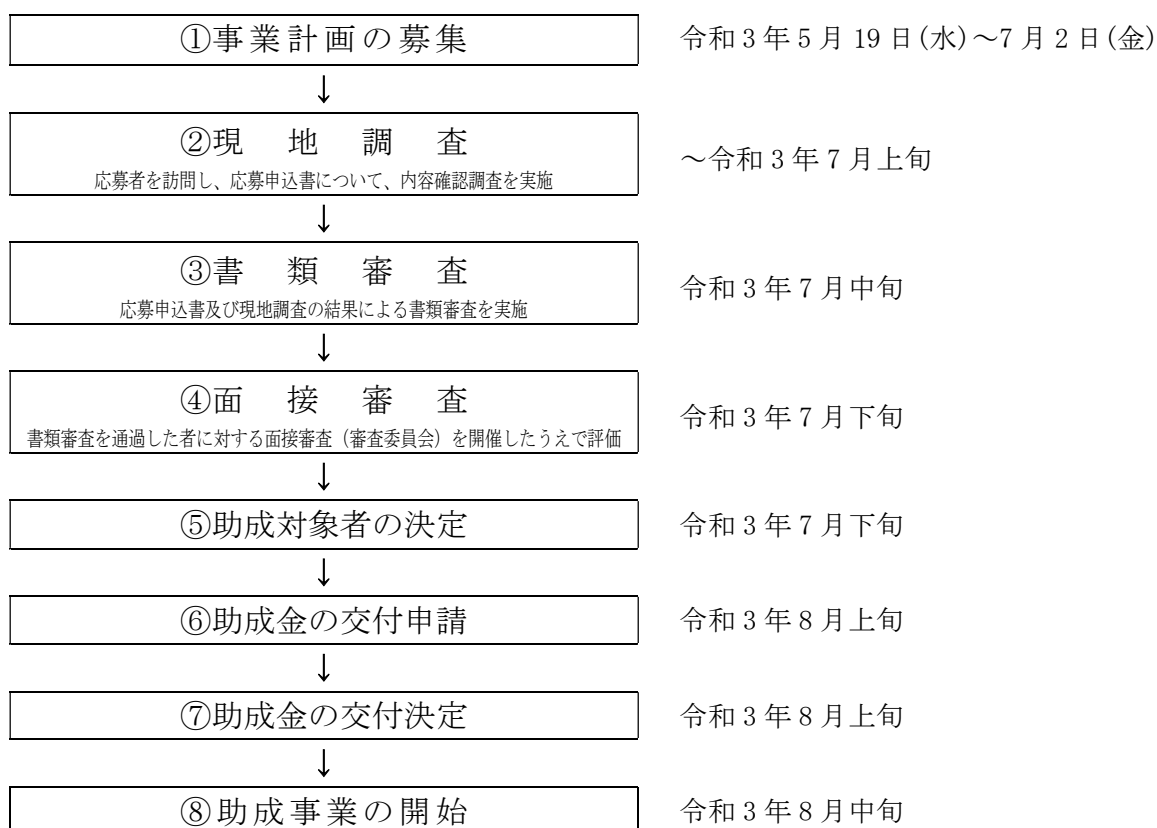 ①事業計画の募集 令和3年5月19日(水)～7月2日(金)
↓
②現 地 調 査
応募者を訪問し、応募申込書について、内容確認調査を実施
～令和3年7月上旬
↓
③書 類 審 査
応募申込書及び現地調査の結果による書類審査を実施
令和3年7月中旬
↓
④面 接 審 査
書類審査を通過した者に対する面接審査（審査委員会）を開催したうえで評価
令和3年7月下旬
↓
⑤助成対象者の決定 令和3年7月下旬
↓
⑥助成金の交付申請 令和3年8月上旬
↓
⑦助成金の交付決定 令和3年8月上旬
↓
⑧助成事業の開始 令和3年8月中旬